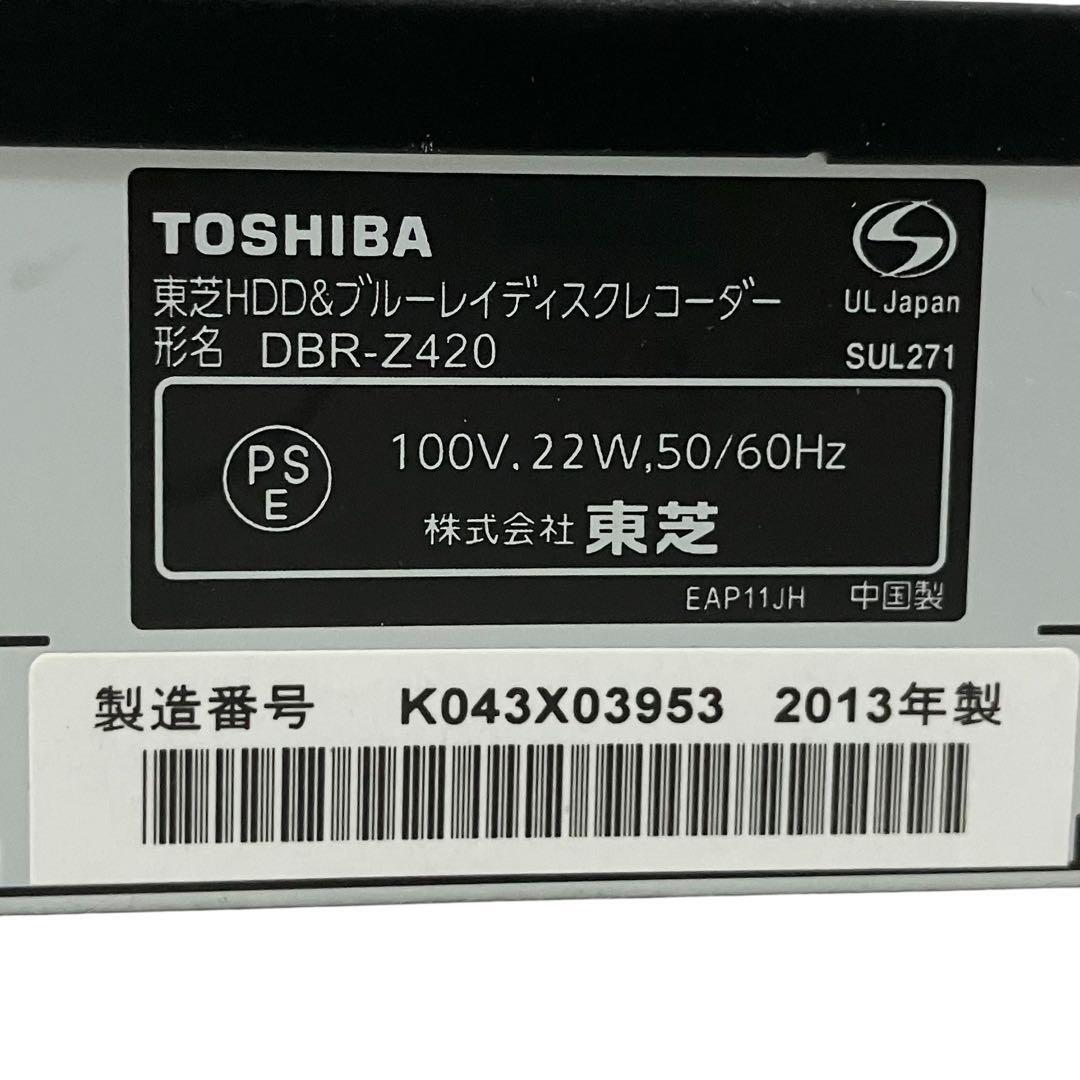 TOSHIBA
東芝HDD&ブルーレイディスクレコーダー
形名 DBR-Z420
UL Japan
SUL271
PS
E
100V.22W,50/60Hz
株式会社 東芝
EAP11JH 中国製
製造番号 K043X03953 2013年製